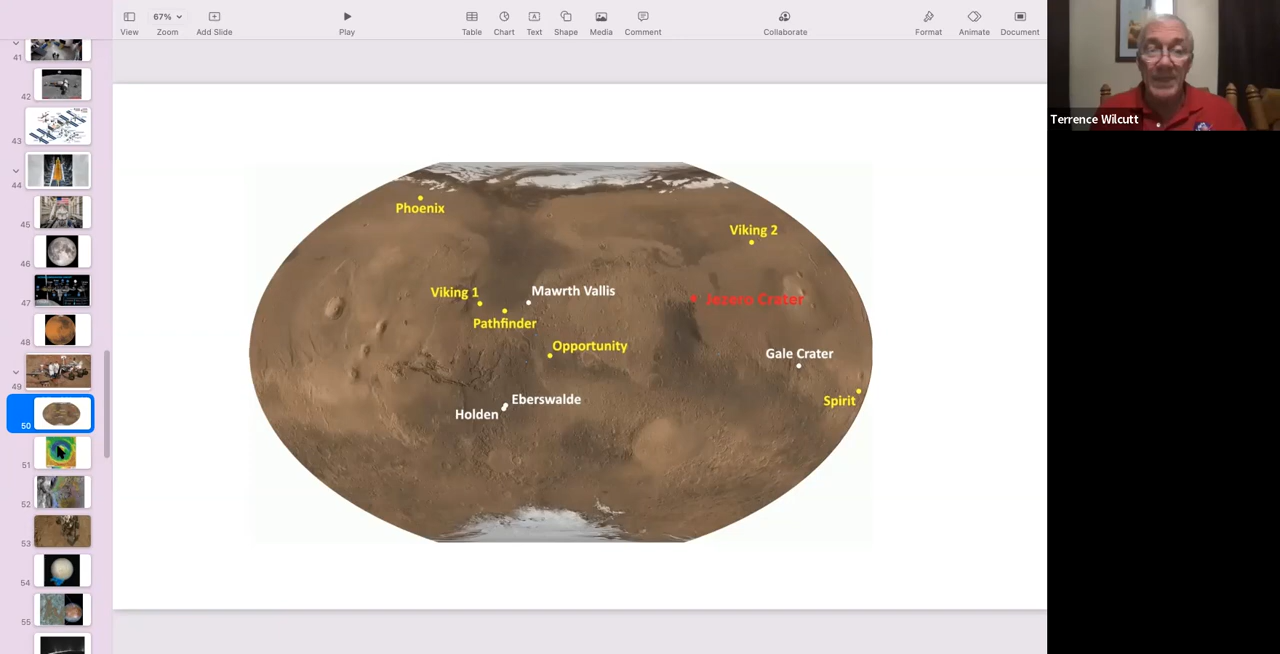 67%
View
Zoom
Add Slide
Play
Table
Chart
Text
Shape
Media
Comment
Collaborate
Format
Animate
Document
Terrence Wilcutt
41
42
43
44
45
46
47
48
49
50
51
52
53
54
55
Phoenix
Viking 2
Viking 1
Mawrth Vallis
Jezero Crater
Pathfinder
Opportunity
Gale Crater
Eberswalde
Spirit
Holden